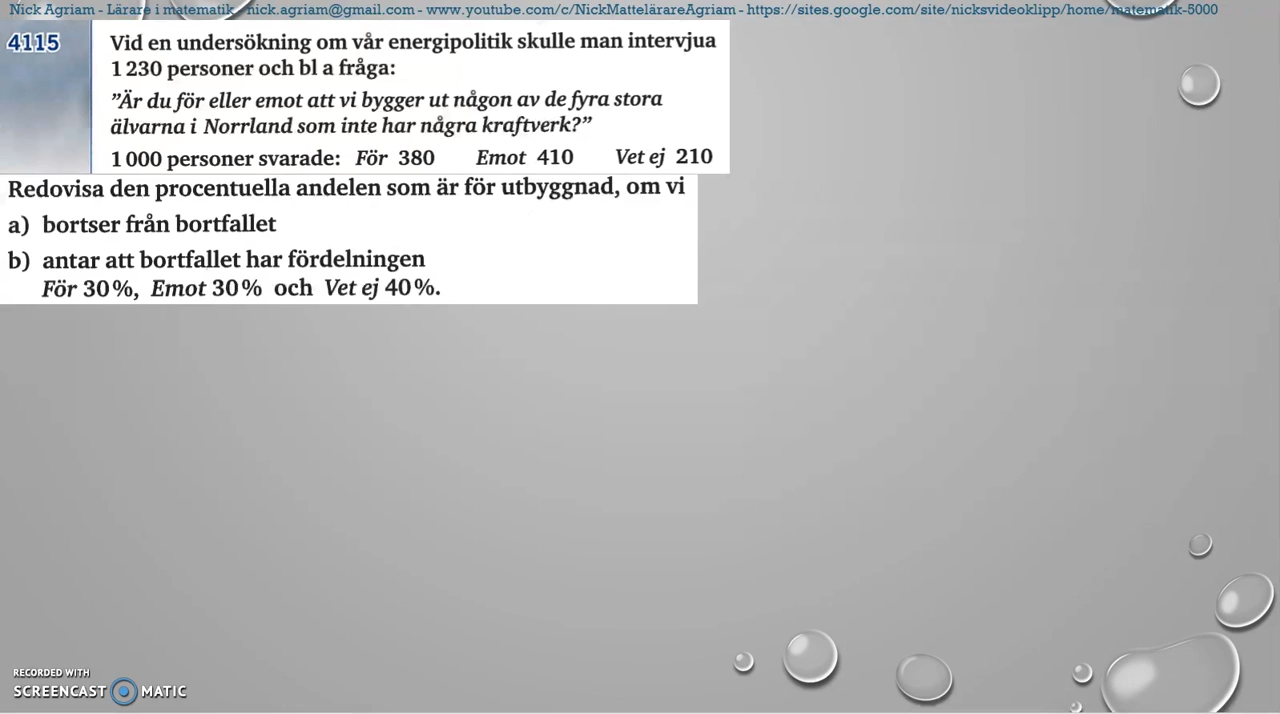 Nick Agriam - Lärare i matematik - nick.agriam@gmail.com - www.youtube.com/c/NickMattelärareAgriam - https://sites.google.com/site/nicksvideoklipp/home/matematik-5000
4115
Vid en undersökning om vår energipolitik skulle man intervjua
1 230 personer och bl a fråga:
”Är du för eller emot att vi bygger ut någon av de fyra stora
älvarna i Norrland som inte har några kraftverk?”
1 000 personer svarade: För 380 Emot 410 Vet ej 210
Redovisa den procentuella andelen som är för utbyggnad, om vi
a) bortser från bortfallet
b) antar att bortfallet har fördelningen
För 30 %, Emot 30 % och Vet ej 40 %.
RECORDED WITH
SCREENCAST MATIC